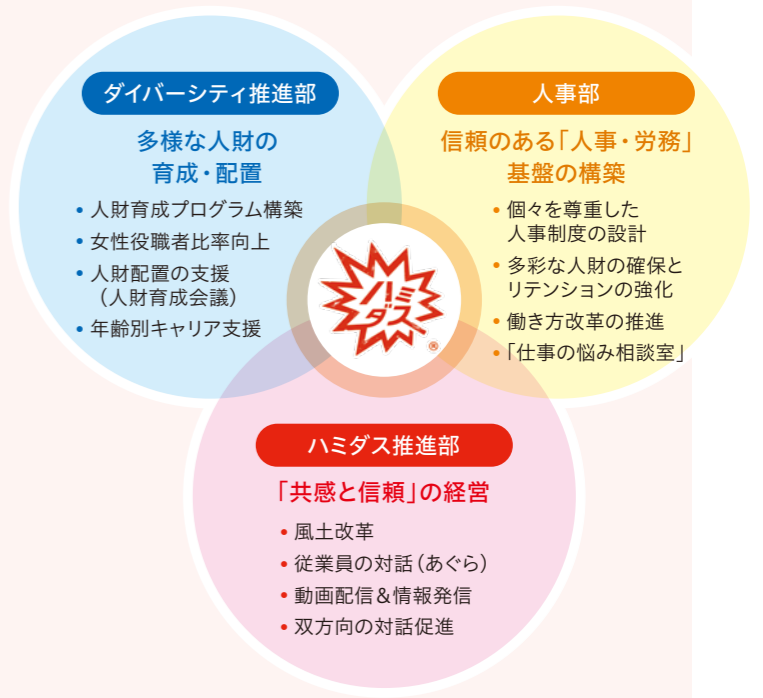 ダイバーシティ推進部
多様な人財の
育成・配置
• 人財育成プログラム構築
• 女性役職者比率向上
• 人財配置の支援
（人財育成会議）
• 年齢別キャリア支援
人事部
信頼のある「人事・労務」
基盤の構築
• 個々を尊重した
人事制度の設計
• 多彩な人財の確保と
リテンションの強化
• 働き方改革の推進
• 「仕事の悩み相談室」
ハミダス
®
ハミダス推進部
「共感と信頼」の経営
• 風土改革
• 従業員の対話（あぐら）
• 動画配信＆情報発信
• 双方向の対話促進